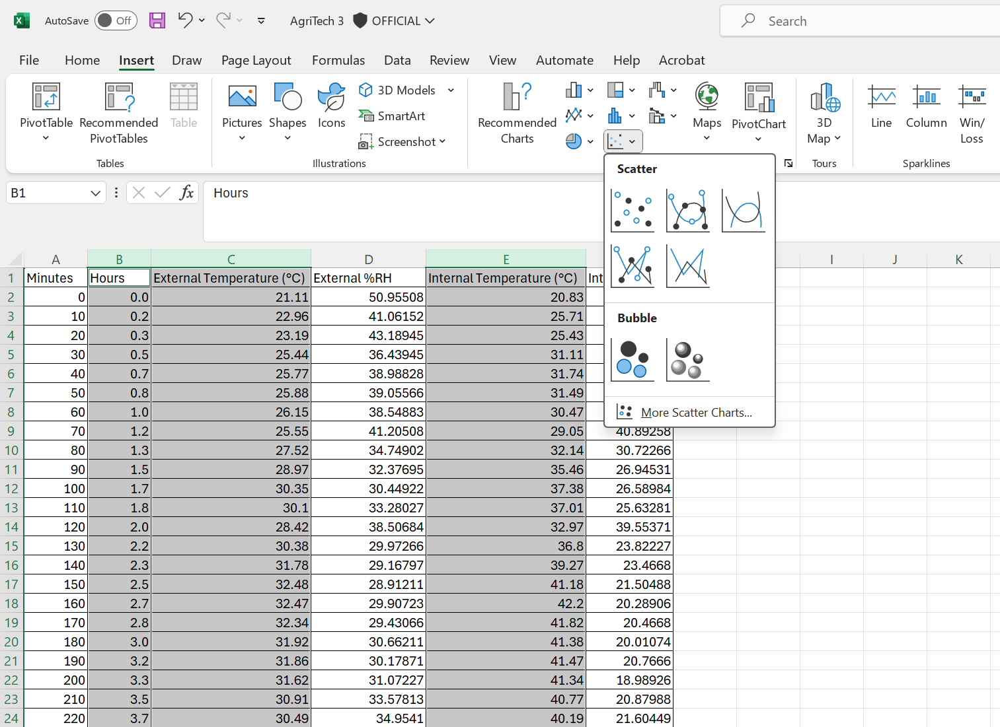 AutoSave Off AgriTech 3 OFFICIAL Search
File Home Insert Draw Page Layout Formulas Data Review View Automate Help Acrobat
PivotTable Recommended PivotTables Table
Tables
Pictures Shapes Icons 3D Models
SmartArt
Screenshot
Illustrations
Recommended Charts
Maps PivotChart
3D Map
Tours
Line Column Win/ Loss
Sparklines
B1 fx Hours
Scatter
Bubble
More Scatter Charts...
A B C D E I J K
1 Minutes Hours External Temperature (°C) External %RH Internal Temperature (°C) Int
2 0 0.0 21.11 50.95508 20.83
3 10 0.2 22.96 41.06152 25.71
4 20 0.3 23.19 43.18945 25.43
5 30 0.5 25.44 36.43945 31.11
6 40 0.7 25.77 38.98828 31.74
7 50 0.8 25.88 39.05566 31.49
8 60 1.0 26.15 38.54883 30.47
9 70 1.2 25.55 41.20508 29.05 40.89258
10 80 1.3 27.52 34.74902 32.14 30.72266
11 90 1.5 28.97 32.37695 35.46 26.94531
12 100 1.7 30.35 30.44922 37.38 26.58984
13 110 1.8 30.1 33.28027 37.01 25.63281
14 120 2.0 28.42 38.50684 32.97 39.55371
15 130 2.2 30.38 29.97266 36.8 23.82227
16 140 2.3 31.78 29.16797 39.27 23.4668
17 150 2.5 32.48 28.91211 41.18 21.50488
18 160 2.7 32.47 29.90723 42.2 20.28906
19 170 2.8 32.34 29.43066 41.82 20.4668
20 180 3.0 31.92 30.66211 41.38 20.01074
21 190 3.2 31.86 30.17871 41.47 20.7666
22 200 3.3 31.62 31.07227 41.34 18.98926
23 210 3.5 30.91 33.57813 40.77 20.87988
24 220 3.7 30.49 34.9541 40.19 21.60449